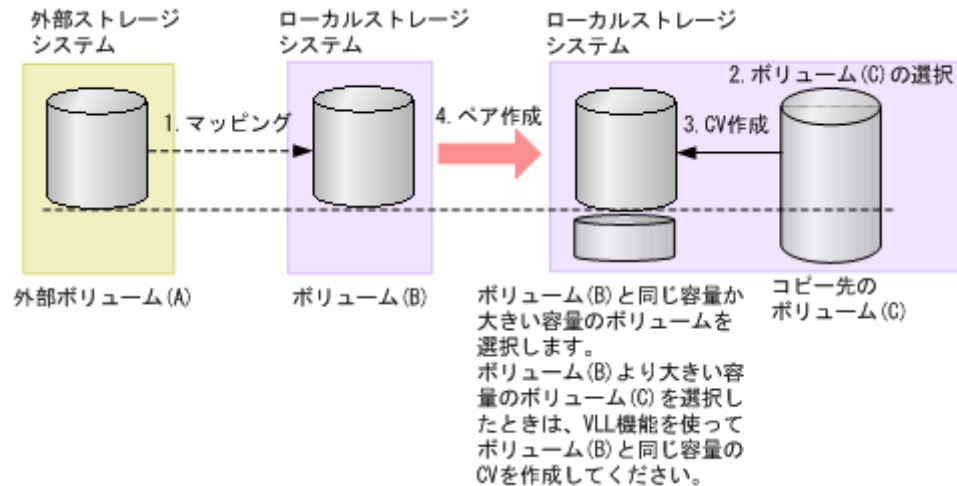 外部ストレージ
システム
ローカルストレージ
システム
ローカルストレージ
システム
2. ボリューム(C)の選択
1. マッピング
4. ペア作成
3. CV作成
外部ボリューム(A)
ボリューム(B)
コピー先の
ボリューム(C)
ボリューム(B)と同じ容量か
大きい容量のボリュームを
選択します。
ボリューム(B)より大きい容
量のボリューム(C)を選択し
たときは、VLL機能を使って
ボリューム(B)と同じ容量の
CVを作成してください。